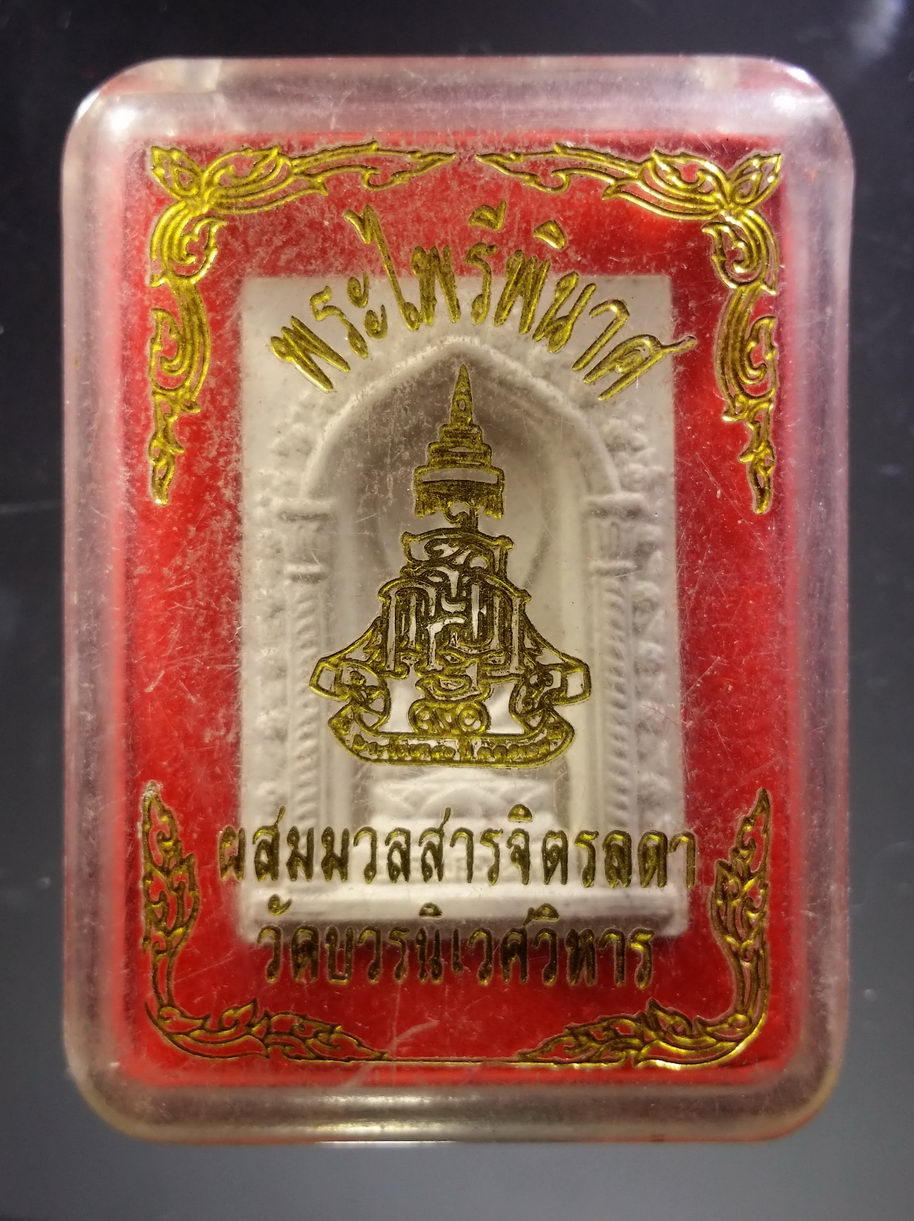 พระไพรีพินาศ
ผสมมวลสารจิตรลดา
วัดบวรนิเวศวิหาร